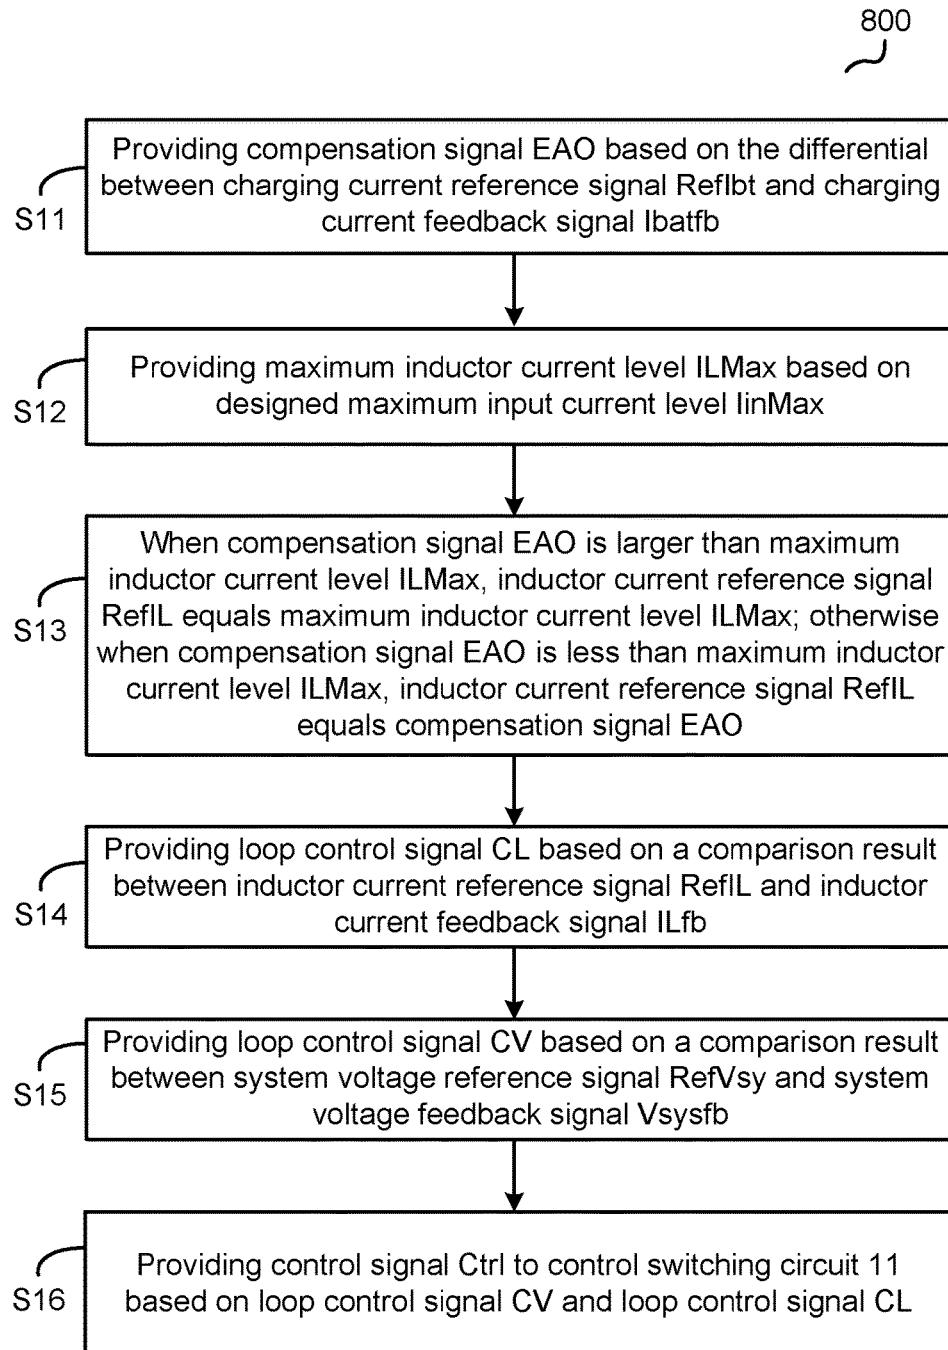 800
Providing compensation signal EAO based on the differential
between charging current reference signal RefIbt and charging
current feedback signal Ibatfb
S11
Providing maximum inductor current level ILMax based on
designed maximum input current level IinMax
S12
When compensation signal EAO is larger than maximum
inductor current level ILMax, inductor current reference signal
RefIL equals maximum inductor current level ILMax; otherwise
when compensation signal EAO is less than maximum inductor
current level ILMax, inductor current reference signal RefIL
equals compensation signal EAO
S13
Providing loop control signal CL based on a comparison result
between inductor current reference signal RefIL and inductor
current feedback signal ILfb
S14
Providing loop control signal CV based on a comparison result
between system voltage reference signal RefVsy and system
voltage feedback signal Vsysfb
S15
Providing control signal Ctrl to control switching circuit 11
based on loop control signal CV and loop control signal CL
S16